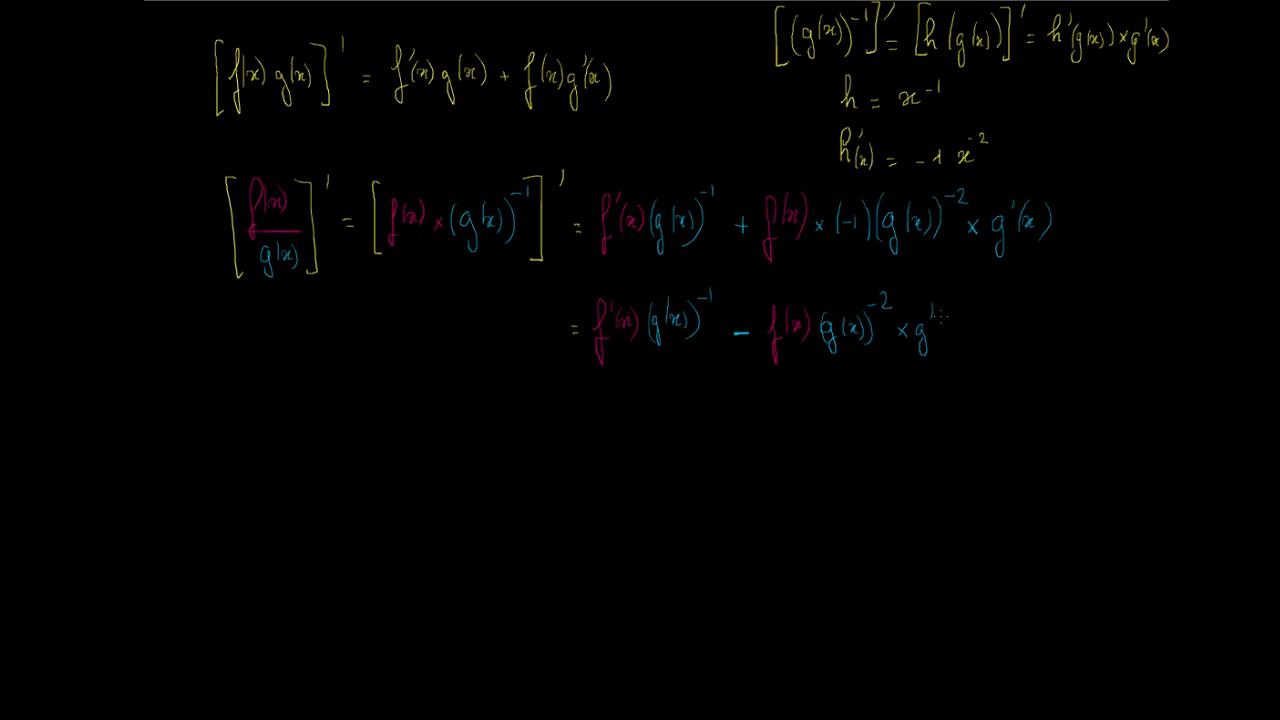 [f(x) g(x)]' = f'(x) g(x) + f(x) g'(x)
[(g(x))^-1]' = [h(g(x))]' = h'(g(x)) × g'(x)
h = x^-1
h'(x) = -1 x^-2
[f(x)/g(x)]' = [f(x) × (g(x))^-1]' = f'(x) (g(x))^-1 + f(x) × (-1) (g(x))^-2 × g'(x)
= f'(x) (g(x))^-1 - f(x) (g(x))^-2 × g'